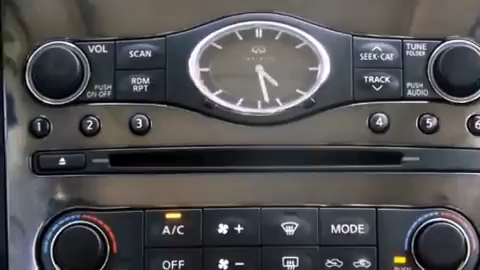 VOL
SCAN
SEEK·CAT
TUNE
FOLDER
PUSH
ON·OFF
RDM
RPT
TRACK
PUSH
AUDIO
1
2
3
4
5
6
A/C
+
MODE
OFF
-